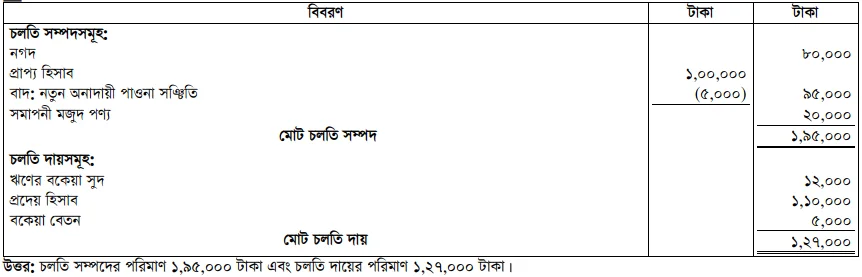 বিবরণ টাকা টাকা
চলতি সম্পদসমূহ:
নগদ ৮০,০০০
প্রাপ্য হিসাব ১,০০,০০০
বাদ: নতুন অনাদায়ী পাওনা সঞ্চিতি (৫,০০০) ৯৫,০০০
সমাপনী মজুদ পণ্য ২০,০০০
মোট চলতি সম্পদ ১,৯৫,০০০
চলতি দায়সমূহ:
ঋণের বকেয়া সুদ ১২,০০০
প্রদেয় হিসাব ১,১০,০০০
বকেয়া বেতন ৫,০০০
মোট চলতি দায় ১,২৭,০০০
উত্তর: চলতি সম্পদের পরিমাণ ১,৯৫,০০০ টাকা এবং চলতি দায়ের পরিমাণ ১,২৭,০০০ টাকা।